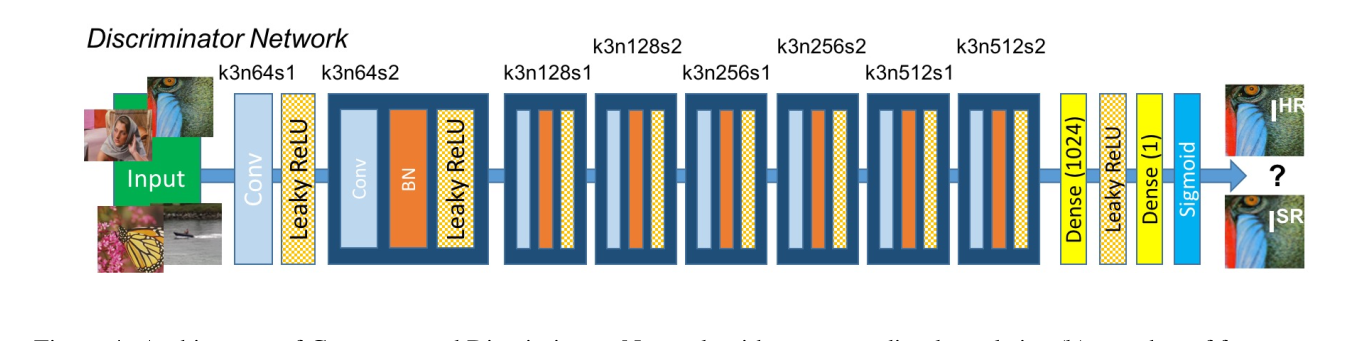 Discriminator Network
k3n64s1
k3n64s2
k3n128s1
k3n128s2
k3n256s1
k3n256s2
k3n512s1
k3n512s2
Input
Conv
Leaky ReLU
Conv
BN
Leaky ReLU
Dense (1024)
Leaky ReLU
Dense (1)
Sigmoid
I^HR
?
I^SR